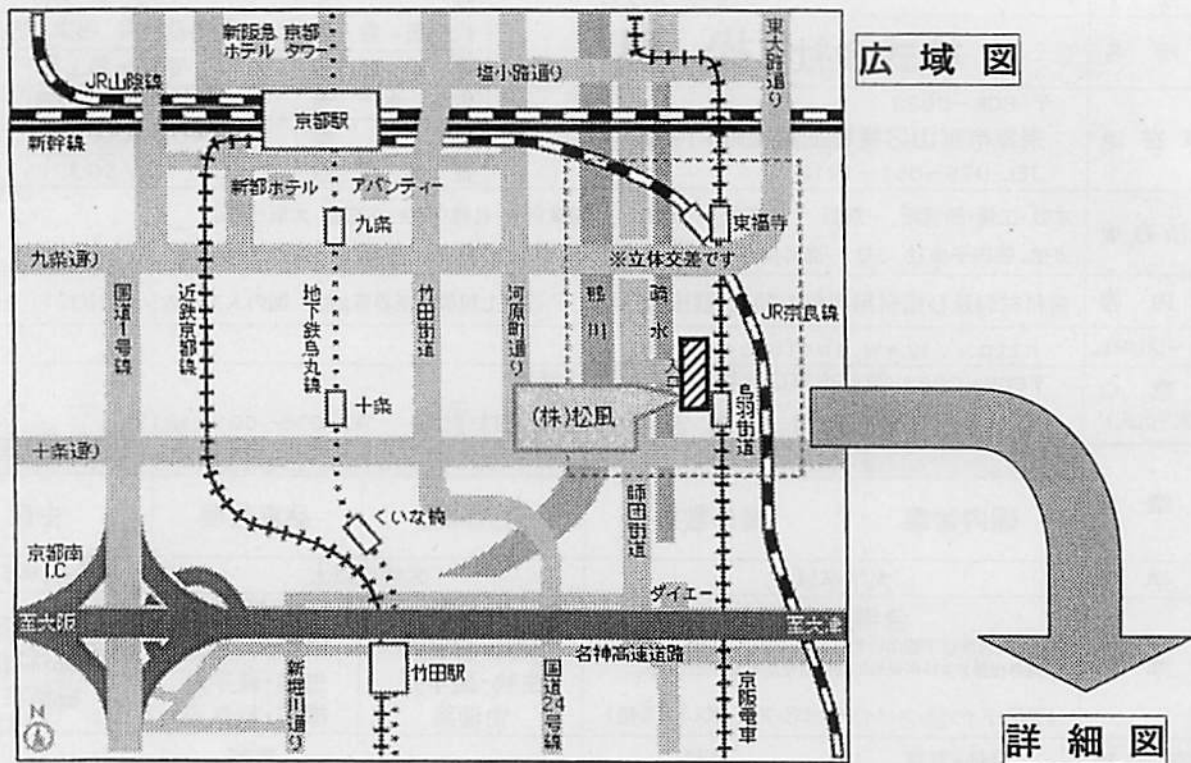 広域図
新阪急 京都
ホテル タワー
東大路通り
塩小路通り
JR山陰線
京都駅
新幹線
新都ホテル
アバンティー
九条
東福寺
九条通り
※立体交差です
国道1号線
近鉄京都線
地下鉄烏丸線
竹田街道
河原町通り
鴨川
疏水
JR奈良線
入口
(株)松風
鳥羽街道
十条
十条通り
師団街道
くいな橋
京都南
I.C
ダイエー
至大阪
至大津
名神高速道路
竹田駅
新堀川通り
国道24号線
京阪電車
N
詳細図